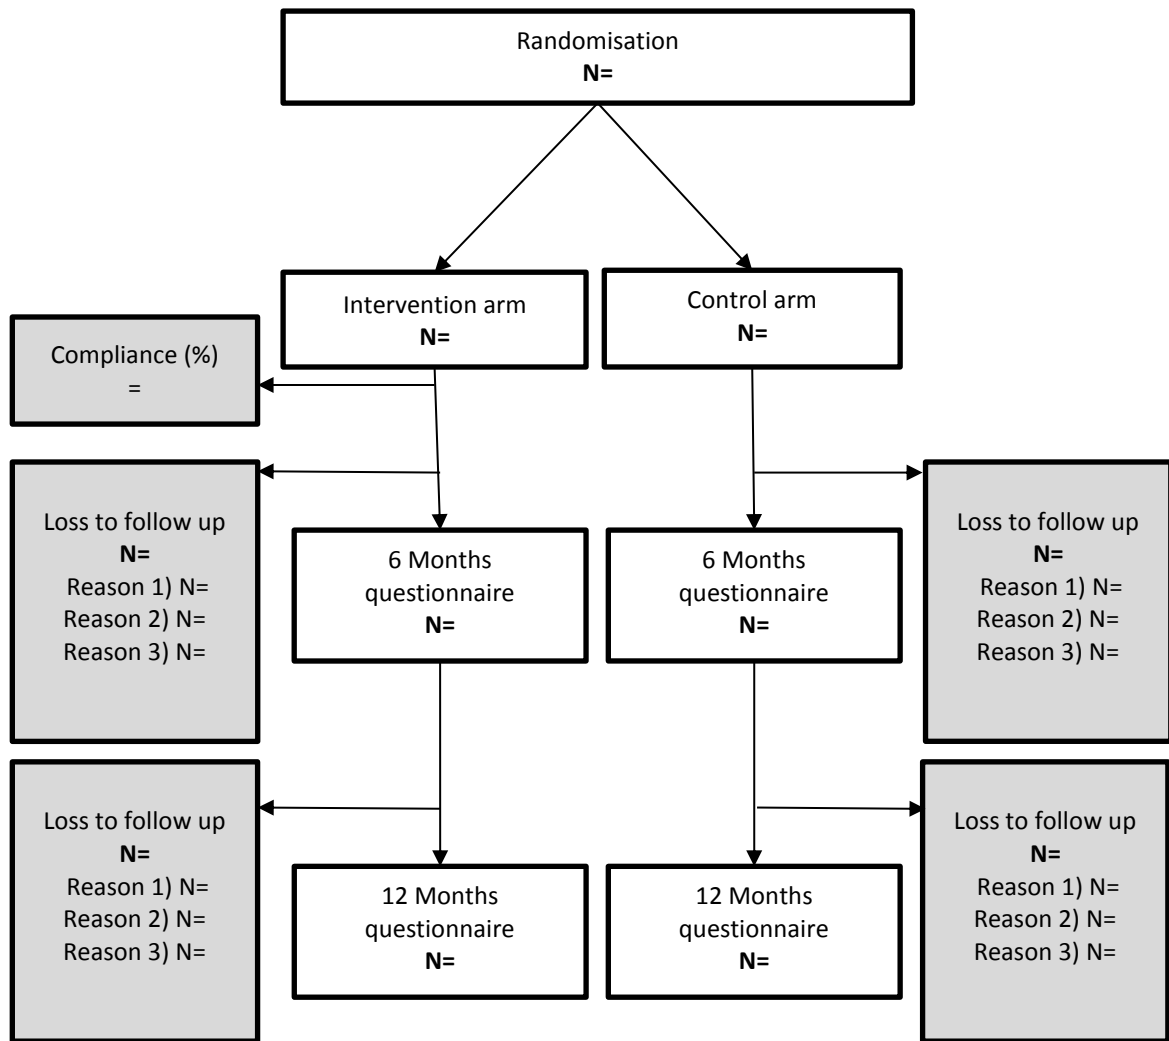 Randomisation
N=
Intervention arm
N=
Control arm
N=
Compliance (%)
=
Loss to follow up
N=
Reason 1) N=
Reason 2) N=
Reason 3) N=
6 Months
questionnaire
N=
6 Months
questionnaire
N=
Loss to follow up
N=
Reason 1) N=
Reason 2) N=
Reason 3) N=
Loss to follow up
N=
Reason 1) N=
Reason 2) N=
Reason 3) N=
12 Months
questionnaire
N=
12 Months
questionnaire
N=
Loss to follow up
N=
Reason 1) N=
Reason 2) N=
Reason 3) N=